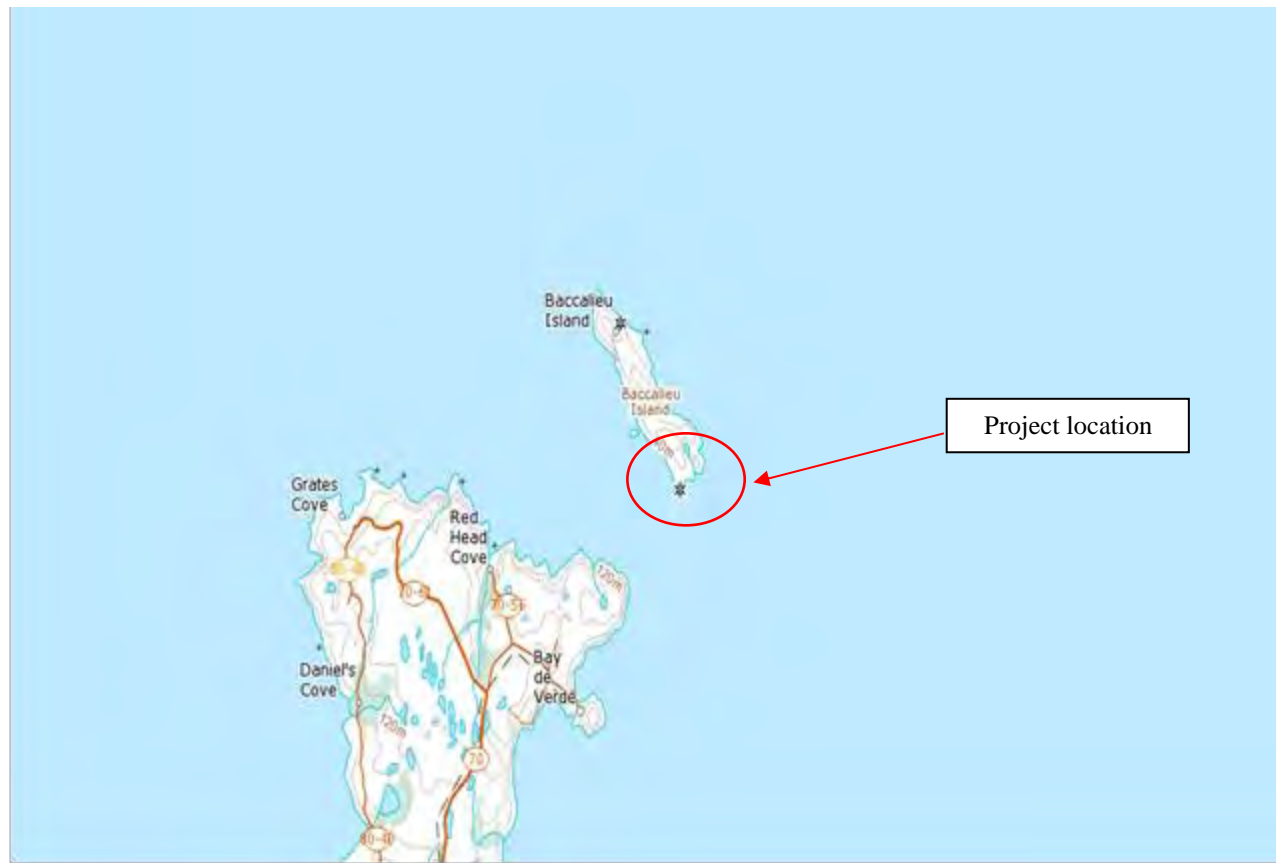 Baccalieu
Island
Baccalieu
Island
Project location
Grates
Cove
Red
Head
Cove
120m
Bay
de
Verde
Daniel's
Cove
120m
70